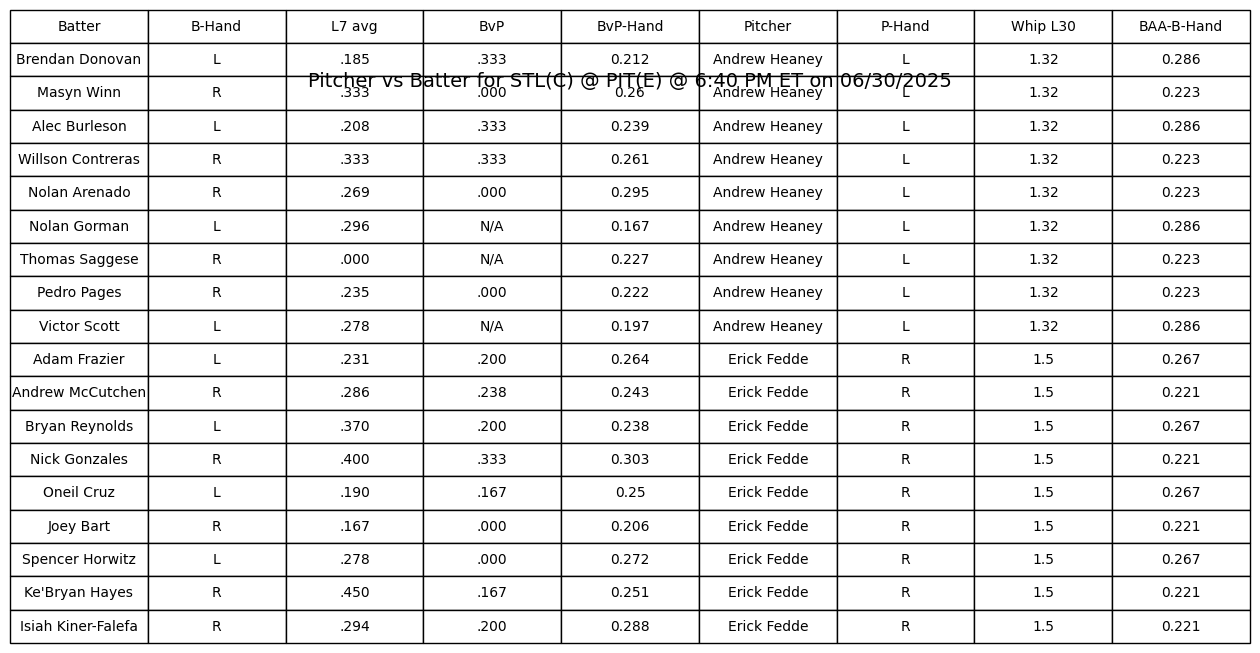 Batter B-Hand L7 avg BvP BvP-Hand Pitcher P-Hand Whip L30 BAA-B-Hand
Brendan Donovan L .185 .333 0.212 Andrew Heaney L 1.32 0.286
Pitcher vs Batter for STL(C) @ PIT(E) @ 6:40 PM ET on 06/30/2025
Masyn Winn R .333 .000 0.26 Andrew Heaney L 1.32 0.223
Alec Burleson L .208 .333 0.239 Andrew Heaney L 1.32 0.286
Willson Contreras R .333 .333 0.261 Andrew Heaney L 1.32 0.223
Nolan Arenado R .269 .000 0.295 Andrew Heaney L 1.32 0.223
Nolan Gorman L .296 N/A 0.167 Andrew Heaney L 1.32 0.286
Thomas Saggese R .000 N/A 0.227 Andrew Heaney L 1.32 0.223
Pedro Pages R .235 .000 0.222 Andrew Heaney L 1.32 0.223
Victor Scott L .278 N/A 0.197 Andrew Heaney L 1.32 0.286
Adam Frazier L .231 .200 0.264 Erick Fedde R 1.5 0.267
Andrew McCutchen R .286 .238 0.243 Erick Fedde R 1.5 0.221
Bryan Reynolds L .370 .200 0.238 Erick Fedde R 1.5 0.267
Nick Gonzales R .400 .333 0.303 Erick Fedde R 1.5 0.221
Oneil Cruz L .190 .167 0.25 Erick Fedde R 1.5 0.267
Joey Bart R .167 .000 0.206 Erick Fedde R 1.5 0.221
Spencer Horwitz L .278 .000 0.272 Erick Fedde R 1.5 0.267
Ke'Bryan Hayes R .450 .167 0.251 Erick Fedde R 1.5 0.221
Isiah Kiner-Falefa R .294 .200 0.288 Erick Fedde R 1.5 0.221